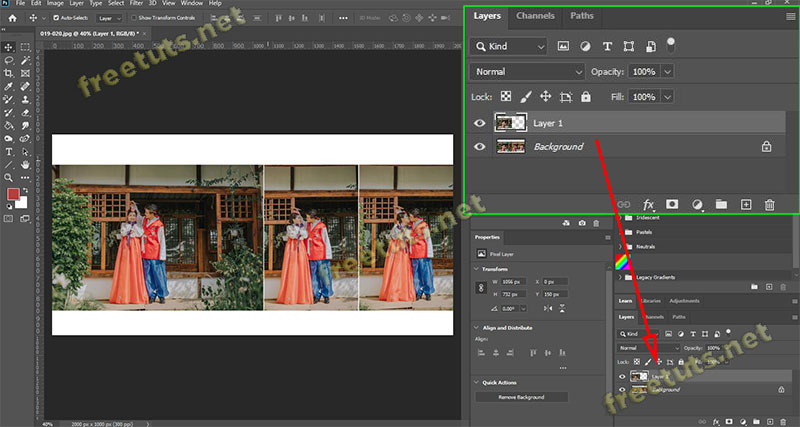 File Edit Image Layer Type Select Filter 3D View Window Help
Auto-Select: Layer Show Transform Controls 3D Mode:
019-020.jpg @ 40% (Layer 1, RGB/8) *
freetuts.net
Layers Channels Paths
Kind
Normal Opacity: 100%
Lock: Fill: 100%
Layer 1
Background
fx
freetuts.net
Iridescent
Pastels
Neutrals
Legacy Gradients
Properties
Pixel Layer
Transform
W 1056 px X 0 px
H 732 px Y 150 px
0.00°
Align and Distribute
Align:
Quick Actions
Remove Background
Learn Libraries Adjustments
Layers Channels Paths
Kind
Normal Opacity: 100%
Lock:
Layer
Background
freetuts.net
40% 2000 px x 1000 px (300 ppi)